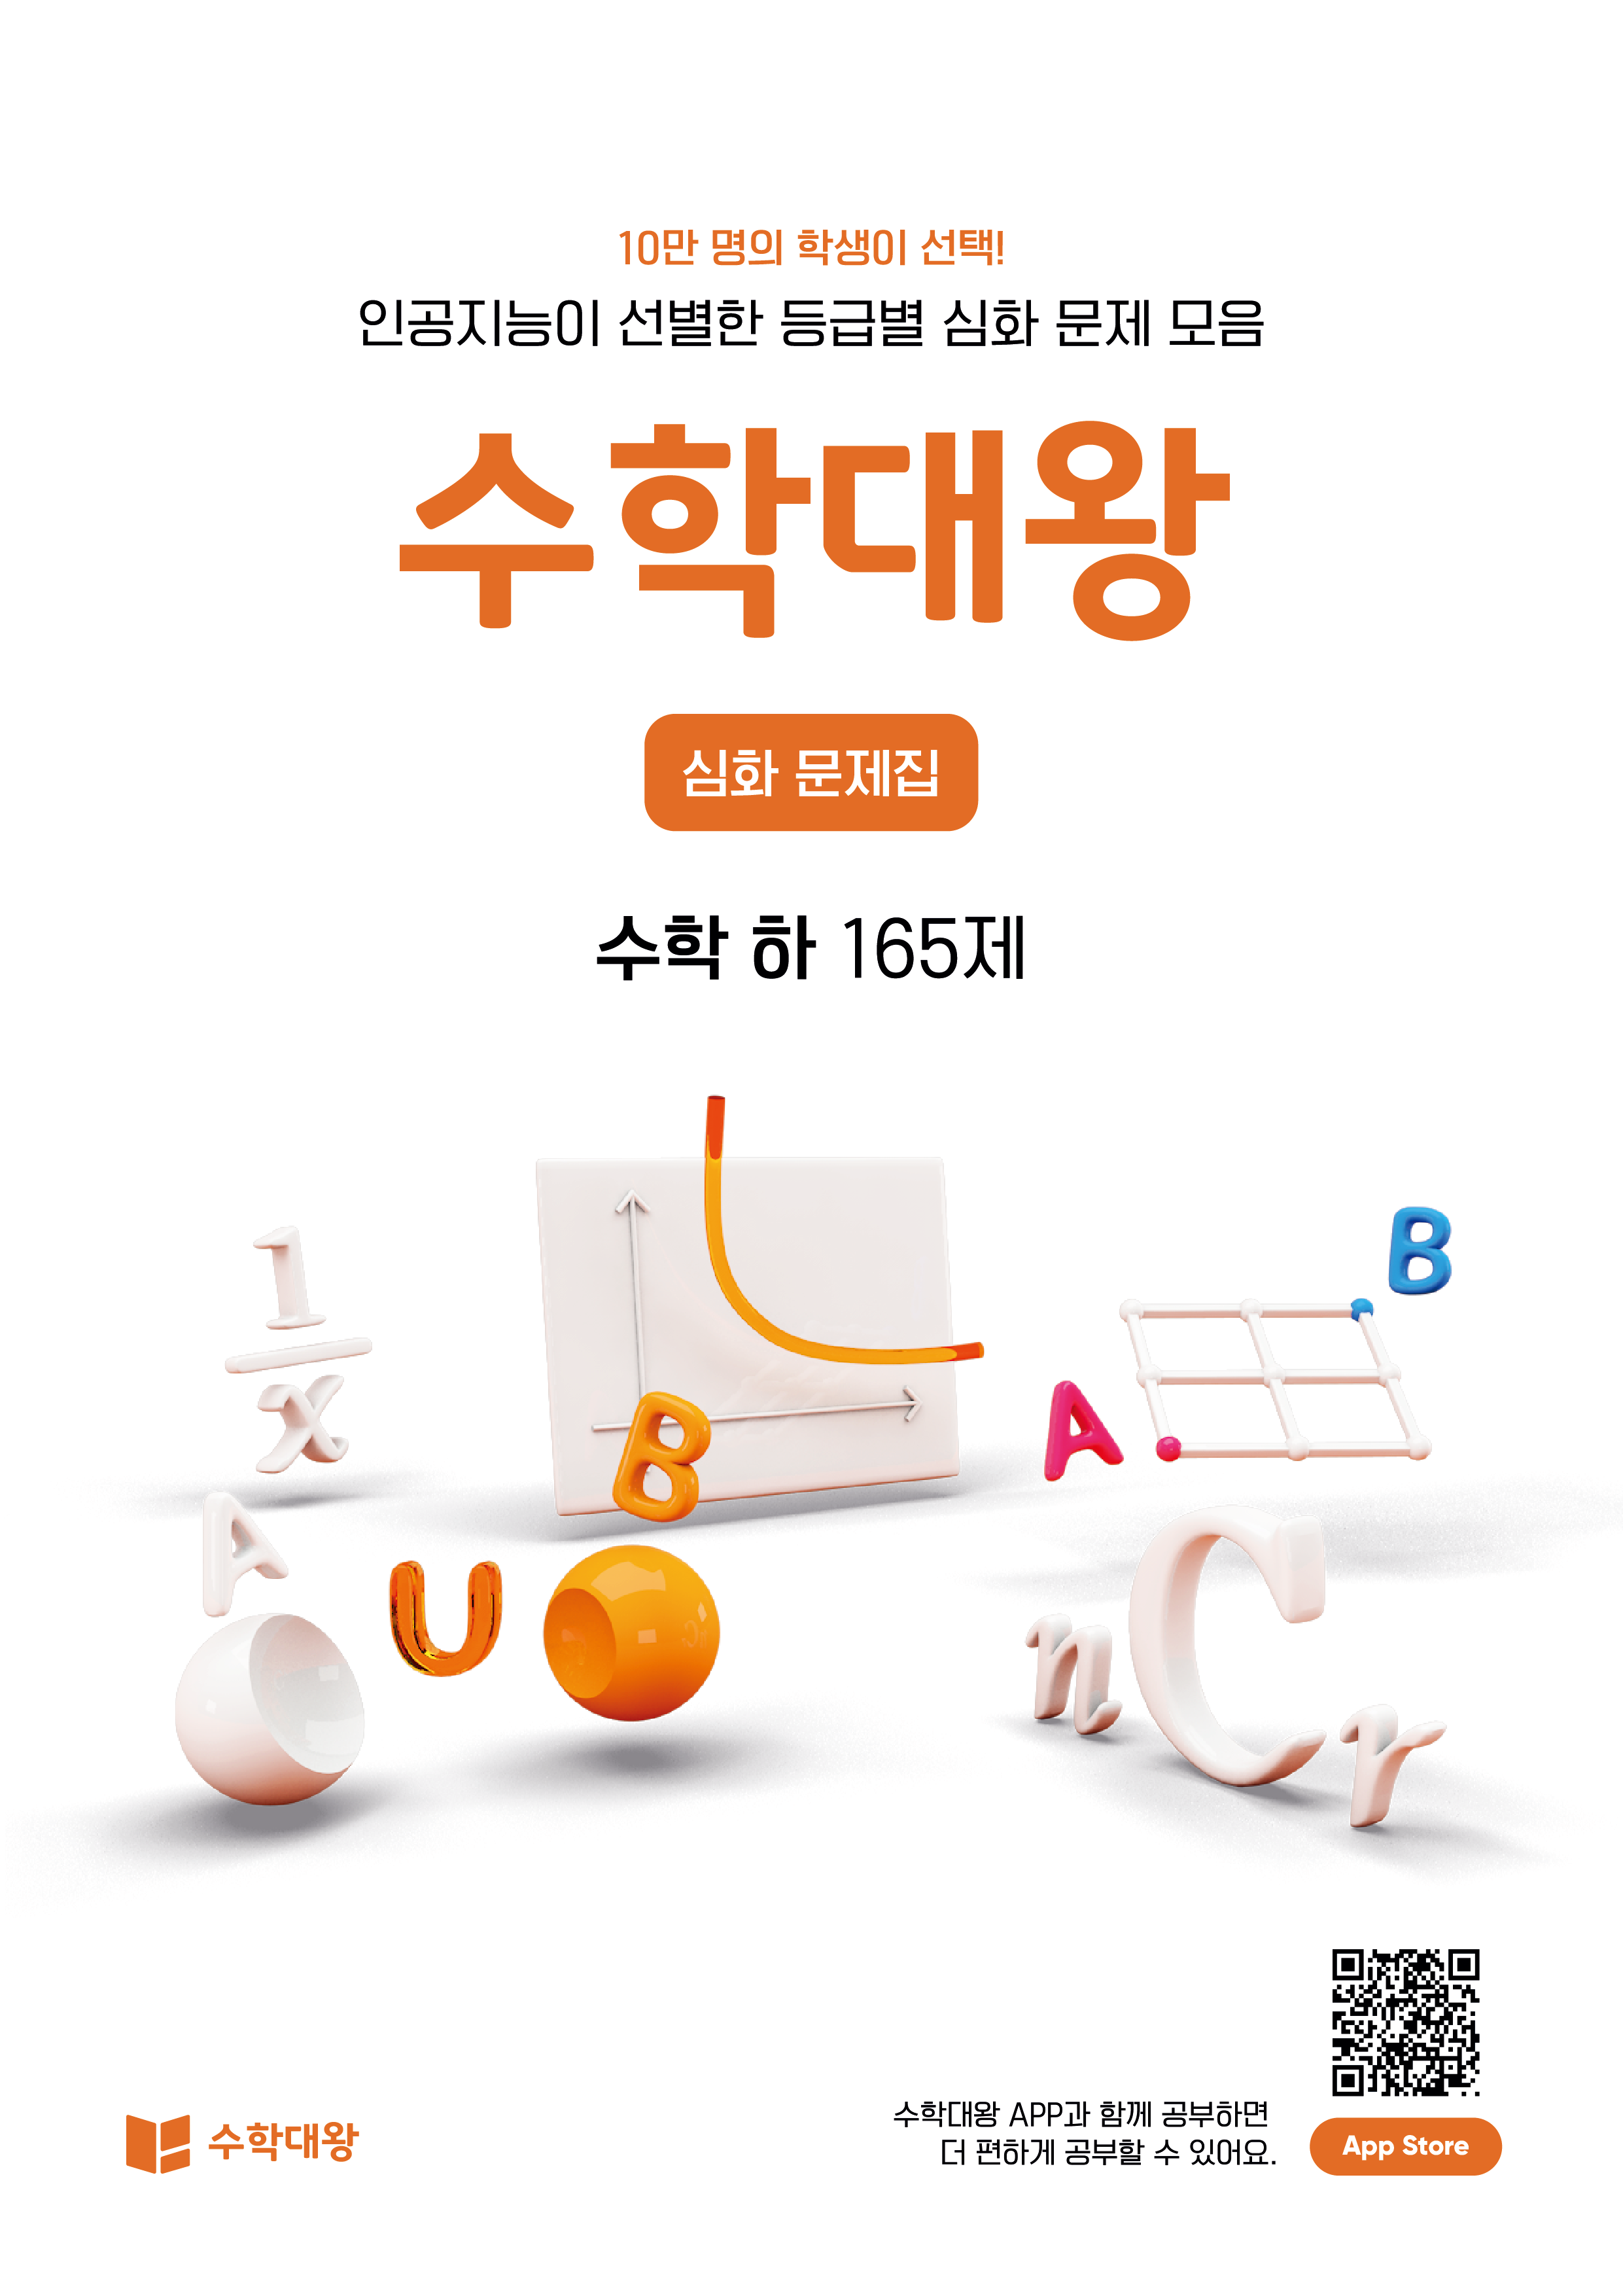 10만 명의 학생이 선택!
인공지능이 선별한 등급별 심화 문제 모음
수학대왕
심화 문제집
수학 하 165제
1
x
B
B
A
A
U
n C r
수학대왕 APP과 함께 공부하면
더 편하게 공부할 수 있어요.
App Store
수학대왕